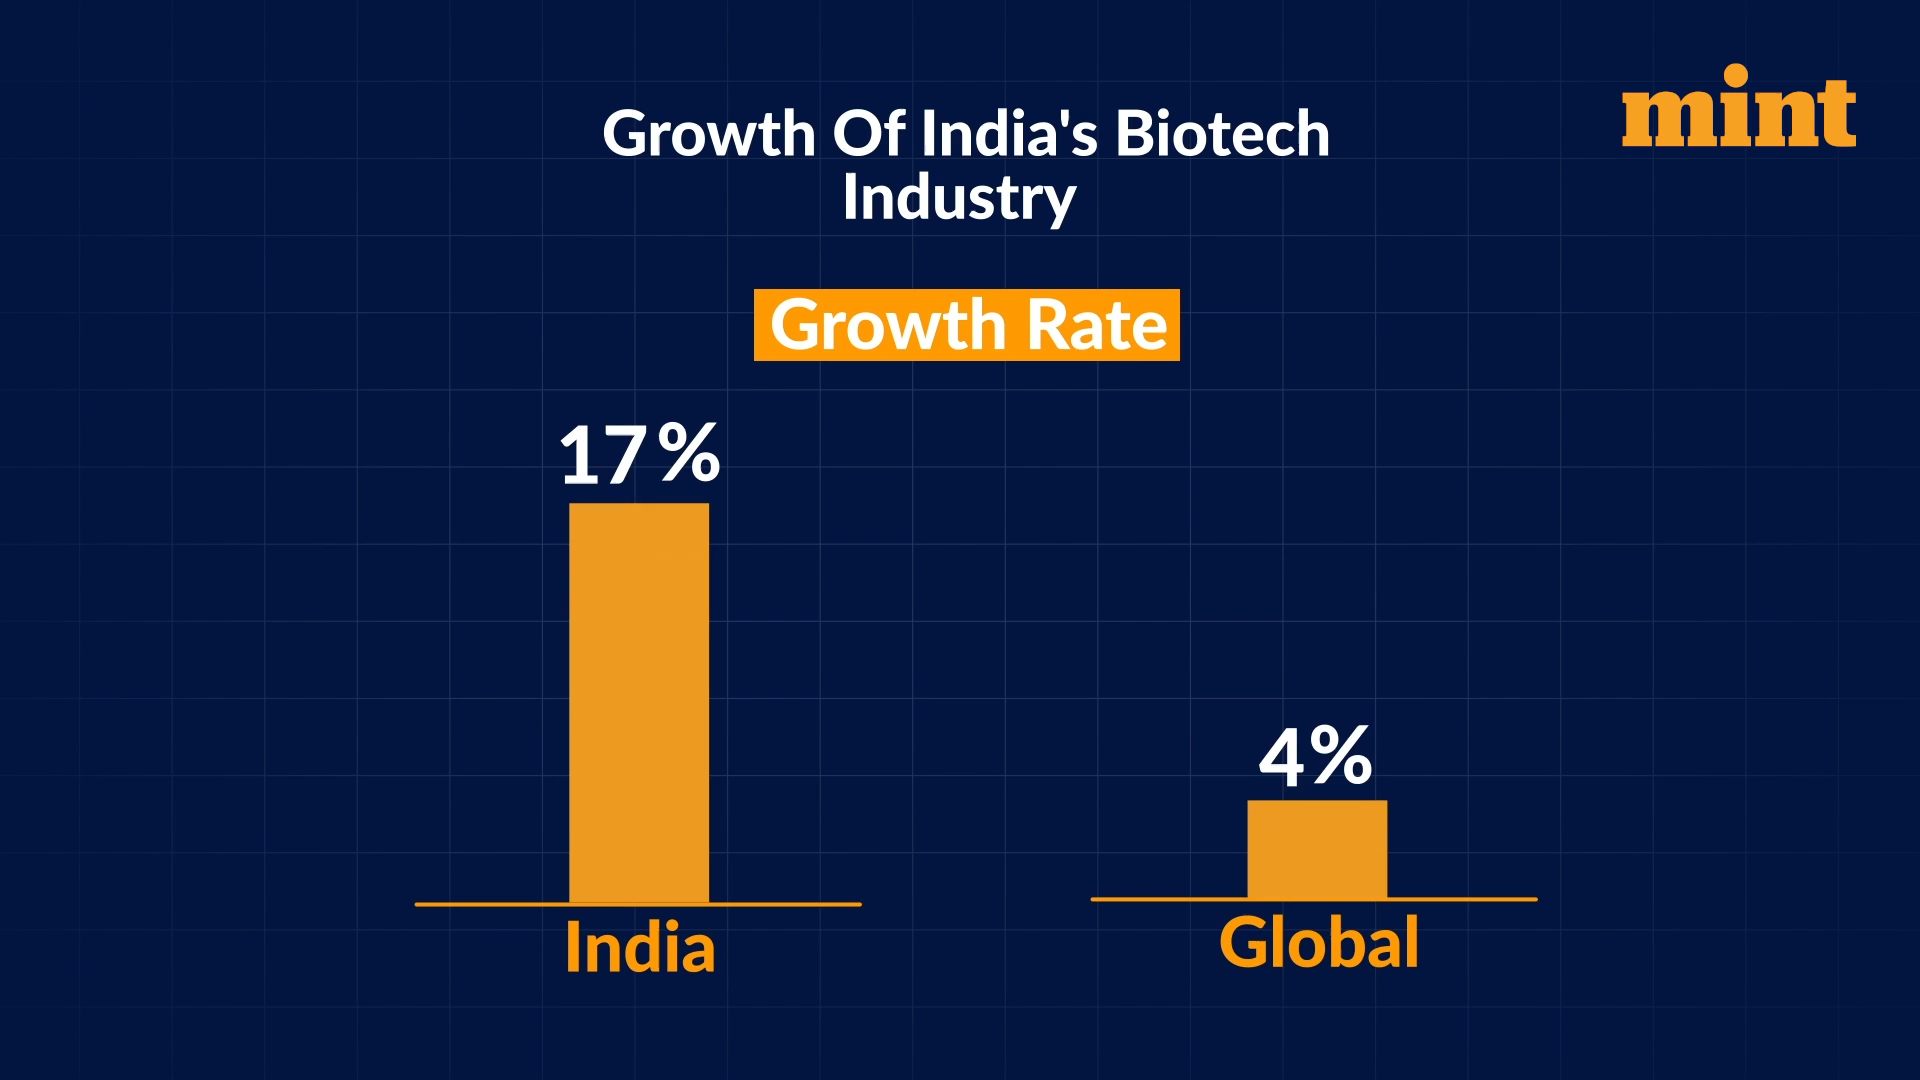 mint
Growth Of India's Biotech
Industry
Growth Rate
17%
4%
India
Global